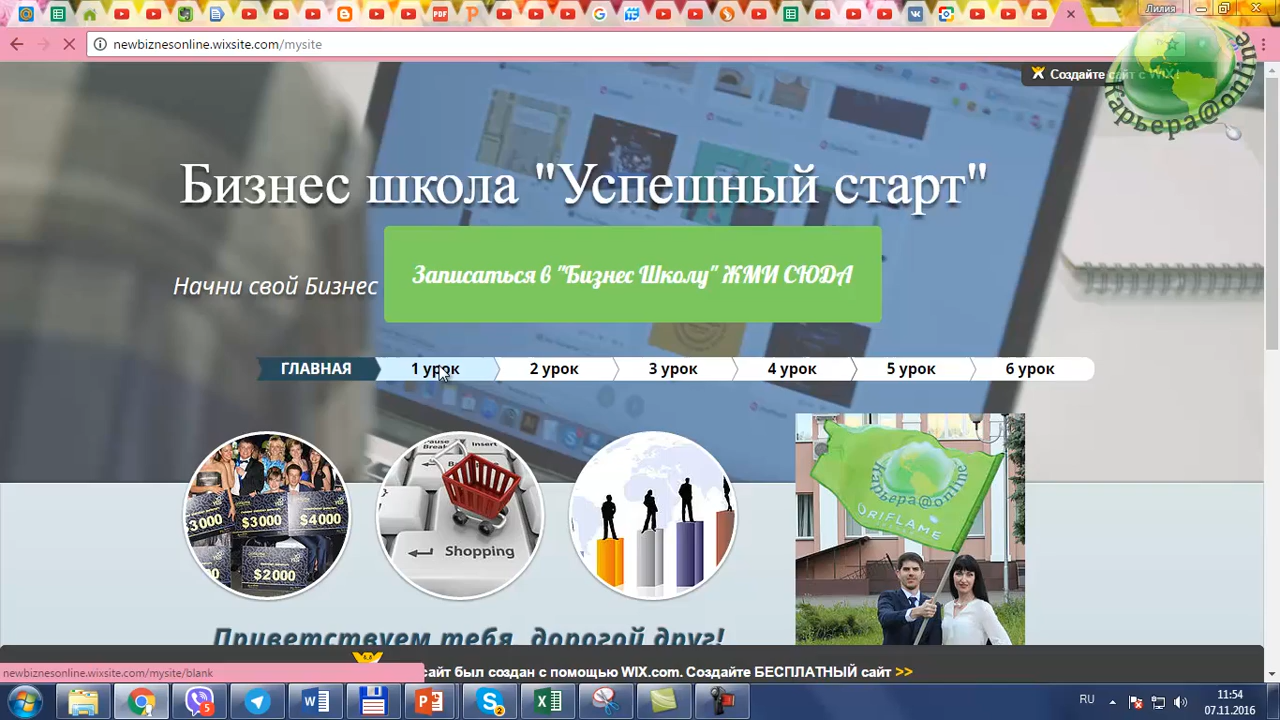 Лилия
newbiznesonline.wixsite.com/mysite
Создайте сайт с WIX!
Карьера@online
Бизнес школа "Успешный старт"
Начни свой Бизнес
Записаться в "Бизнес Школу" ЖМИ СЮДА
ГЛАВНАЯ
1 урок
2 урок
3 урок
4 урок
5 урок
6 урок
$3000
$4000
$2000
Insert
Shopping
Карьера@online
ORIFLAME
Приветствуем тебя, дорогой друг!
newbiznesonline.wixsite.com/mysite/blank
сайт был создан с помощью WIX.com. Создайте БЕСПЛАТНЫЙ сайт >>
RU
11:54
07.11.2016